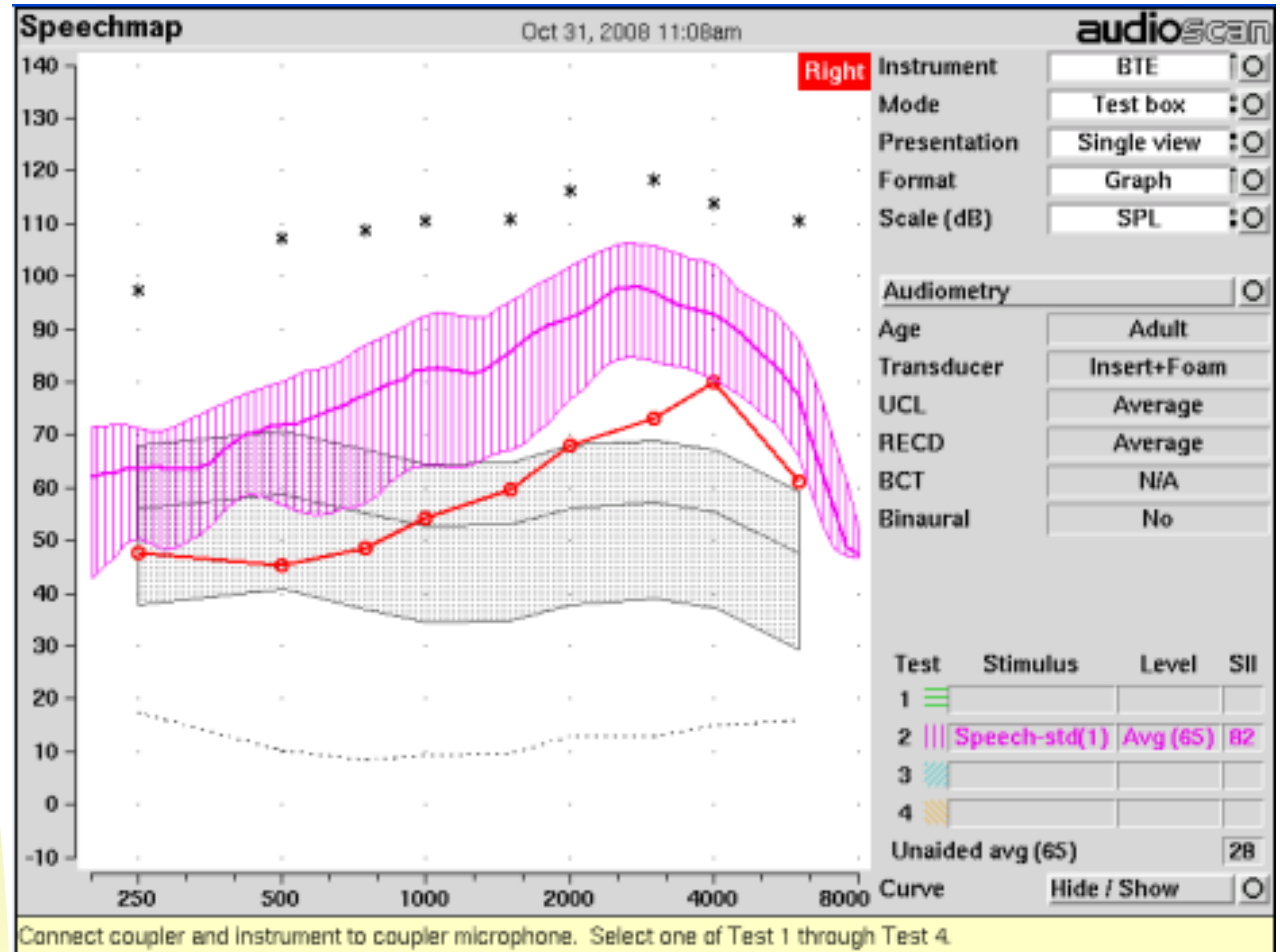 Speechmap Oct 31, 2008 11:08am audioscan
Right
Instrument BTE
Mode Test box
Presentation Single view
Format Graph
Scale (dB) SPL
Audiometry
Age Adult
Transducer Insert+Foam
UCL Average
RECD Average
BCT N/A
Binaural No
Test Stimulus Level SII
1
2 Speech-std(1) Avg (65) 82
3
4
Unaided avg (65) 28
Curve Hide / Show
140
130
120
110
100
90
80
70
60
50
40
30
20
10
0
-10
250 500 1000 2000 4000 8000
Connect coupler and instrument to coupler microphone. Select one of Test 1 through Test 4.